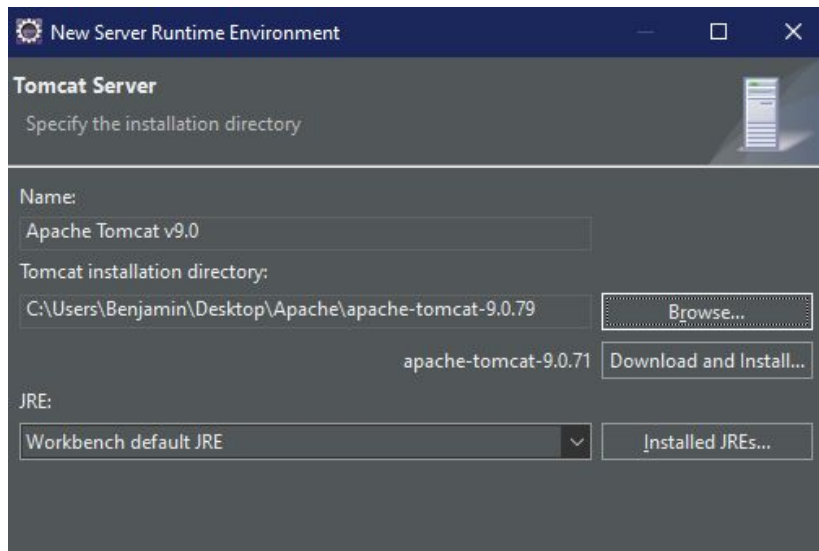 New Server Runtime Environment
Tomcat Server
Specify the installation directory
Name:
Apache Tomcat v9.0
Tomcat installation directory:
C:\Users\Benjamin\Desktop\Apache\apache-tomcat-9.0.79 Browse...
apache-tomcat-9.0.71 Download and Install...
JRE:
Workbench default JRE Installed JREs...